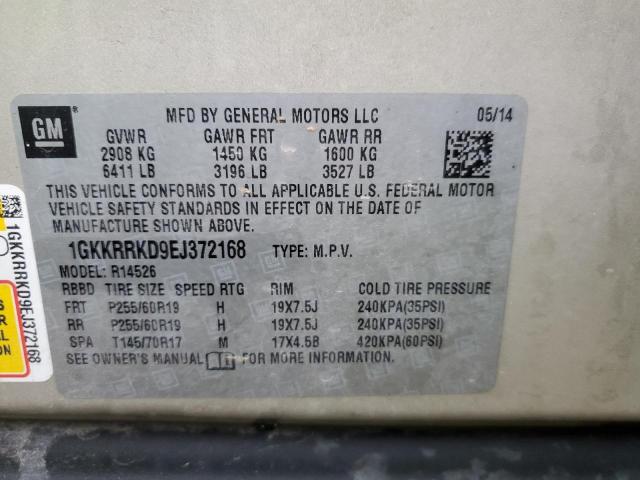 GM
MFD BY GENERAL MOTORS LLC 05/14
GVWR GAWR FRT GAWR RR
2908 KG 1450 KG 1600 KG
6411 LB 3196 LB 3527 LB
THIS VEHICLE CONFORMS TO ALL APPLICABLE U.S. FEDERAL MOTOR
VEHICLE SAFETY STANDARDS IN EFFECT ON THE DATE OF
MANUFACTURE SHOWN ABOVE.
1GKKRRKD9EJ372168 TYPE: M.P.V.
MODEL: R14526
RBBD TIRE SIZE SPEED RTG RIM COLD TIRE PRESSURE
FRT P255/60R19 H 19X7.5J 240KPA(35PSI)
RR P255/60R19 H 19X7.5J 240KPA(35PSI)
SPA T145/70R17 M 17X4.5B 420KPA(60PSI)
SEE OWNER'S MANUAL FOR MORE INFORMATION.
1GKKRRKD9EJ372168